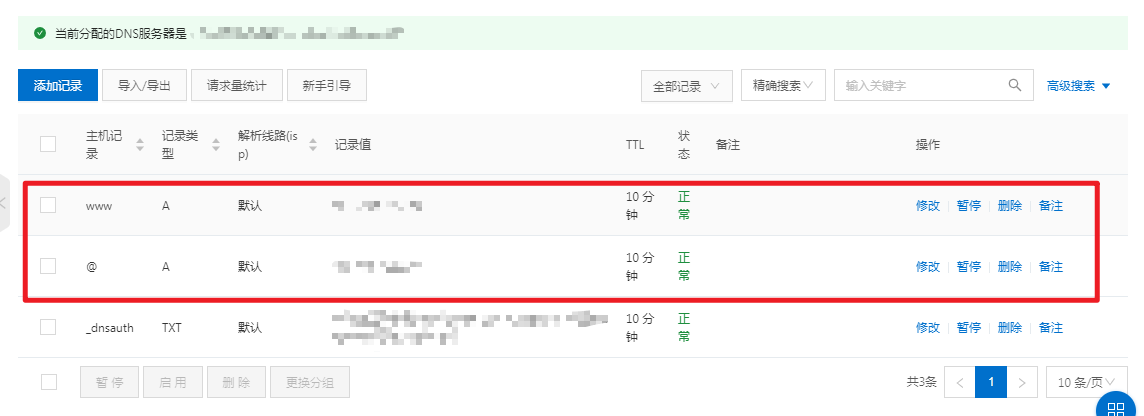 当前分配的DNS服务器是：
添加记录 导入/导出 请求量统计 新手引导 全部记录 精确搜索 输入关键字 高级搜索
主机记录 记录类型 解析线路(isp) 记录值 TTL 状态 备注 操作
www A 默认 10 分钟 正常 修改 暂停 删除 备注
@ A 默认 10 分钟 正常 修改 暂停 删除 备注
_dnsauth TXT 默认 10 分钟 正常 修改 暂停 删除 备注
暂停 启用 删除 更换分组 共3条 < 1 > 10 条/页